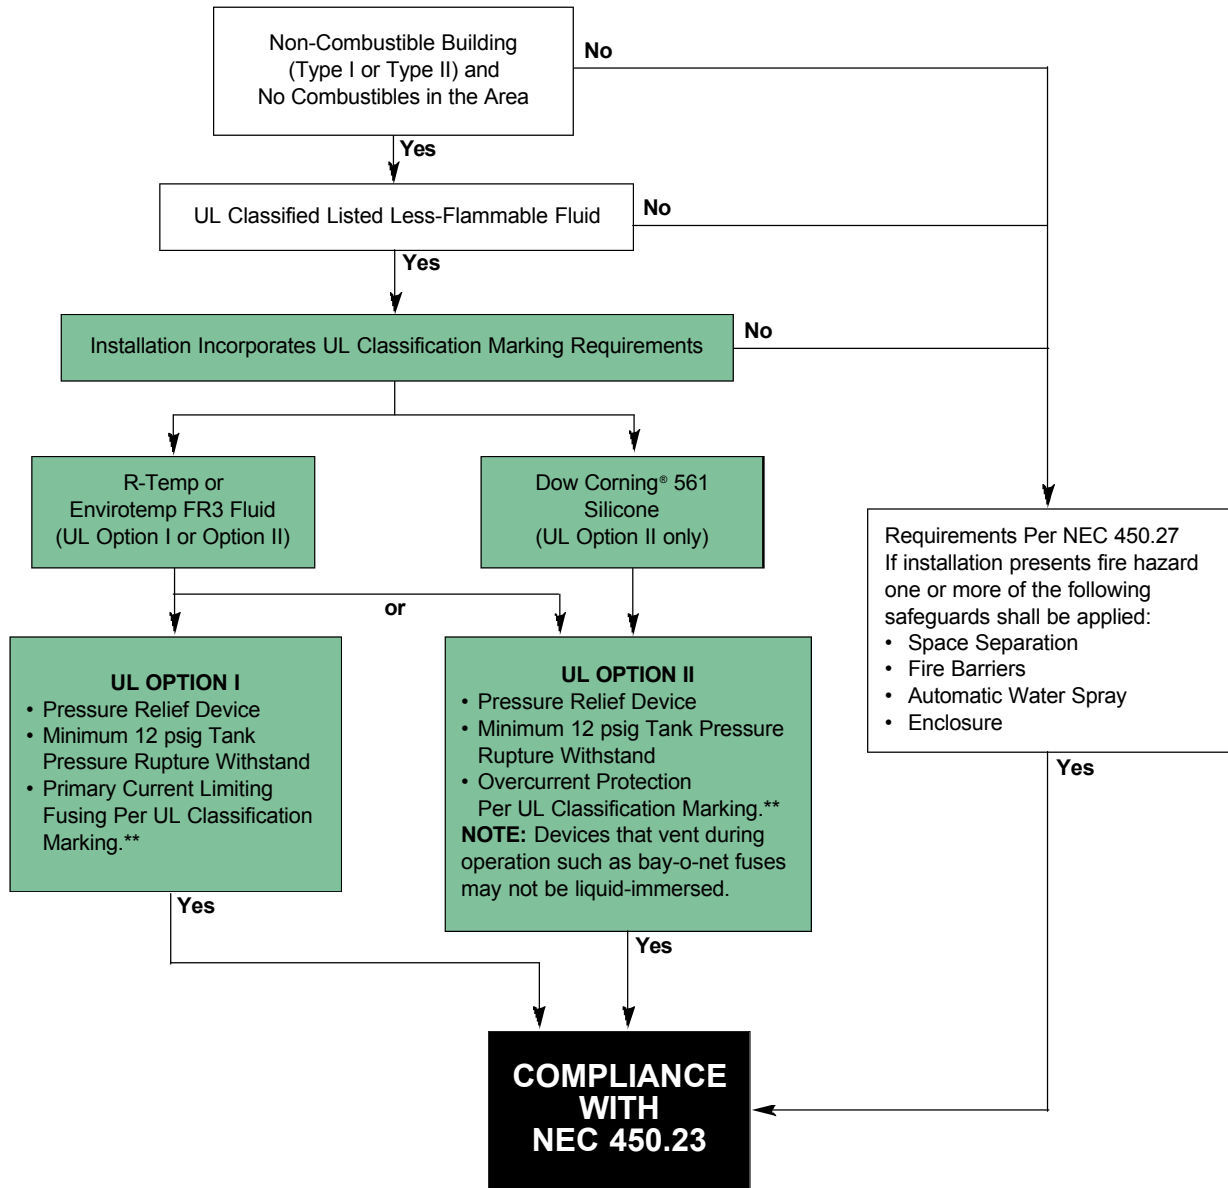 Non-Combustible Building
(Type I or Type II) and
No Combustibles in the Area
No
Yes
UL Classified Listed Less-Flammable Fluid
No
Yes
Installation Incorporates UL Classification Marking Requirements
No
R-Temp or
Envirotemp FR3 Fluid
(UL Option I or Option II)
Dow Corning® 561
Silicone
(UL Option II only)
or
Requirements Per NEC 450.27
If installation presents fire hazard
one or more of the following
safeguards shall be applied:
• Space Separation
• Fire Barriers
• Automatic Water Spray
• Enclosure
Yes
UL OPTION I
• Pressure Relief Device
• Minimum 12 psig Tank
Pressure Rupture Withstand
• Primary Current Limiting
Fusing Per UL Classification
Marking.**
Yes
UL OPTION II
• Pressure Relief Device
• Minimum 12 psig Tank Pressure
Rupture Withstand
• Overcurrent Protection
Per UL Classification Marking.**
NOTE: Devices that vent during
operation such as bay-o-net fuses
may not be liquid-immersed.
Yes
COMPLIANCE
WITH
NEC 450.23